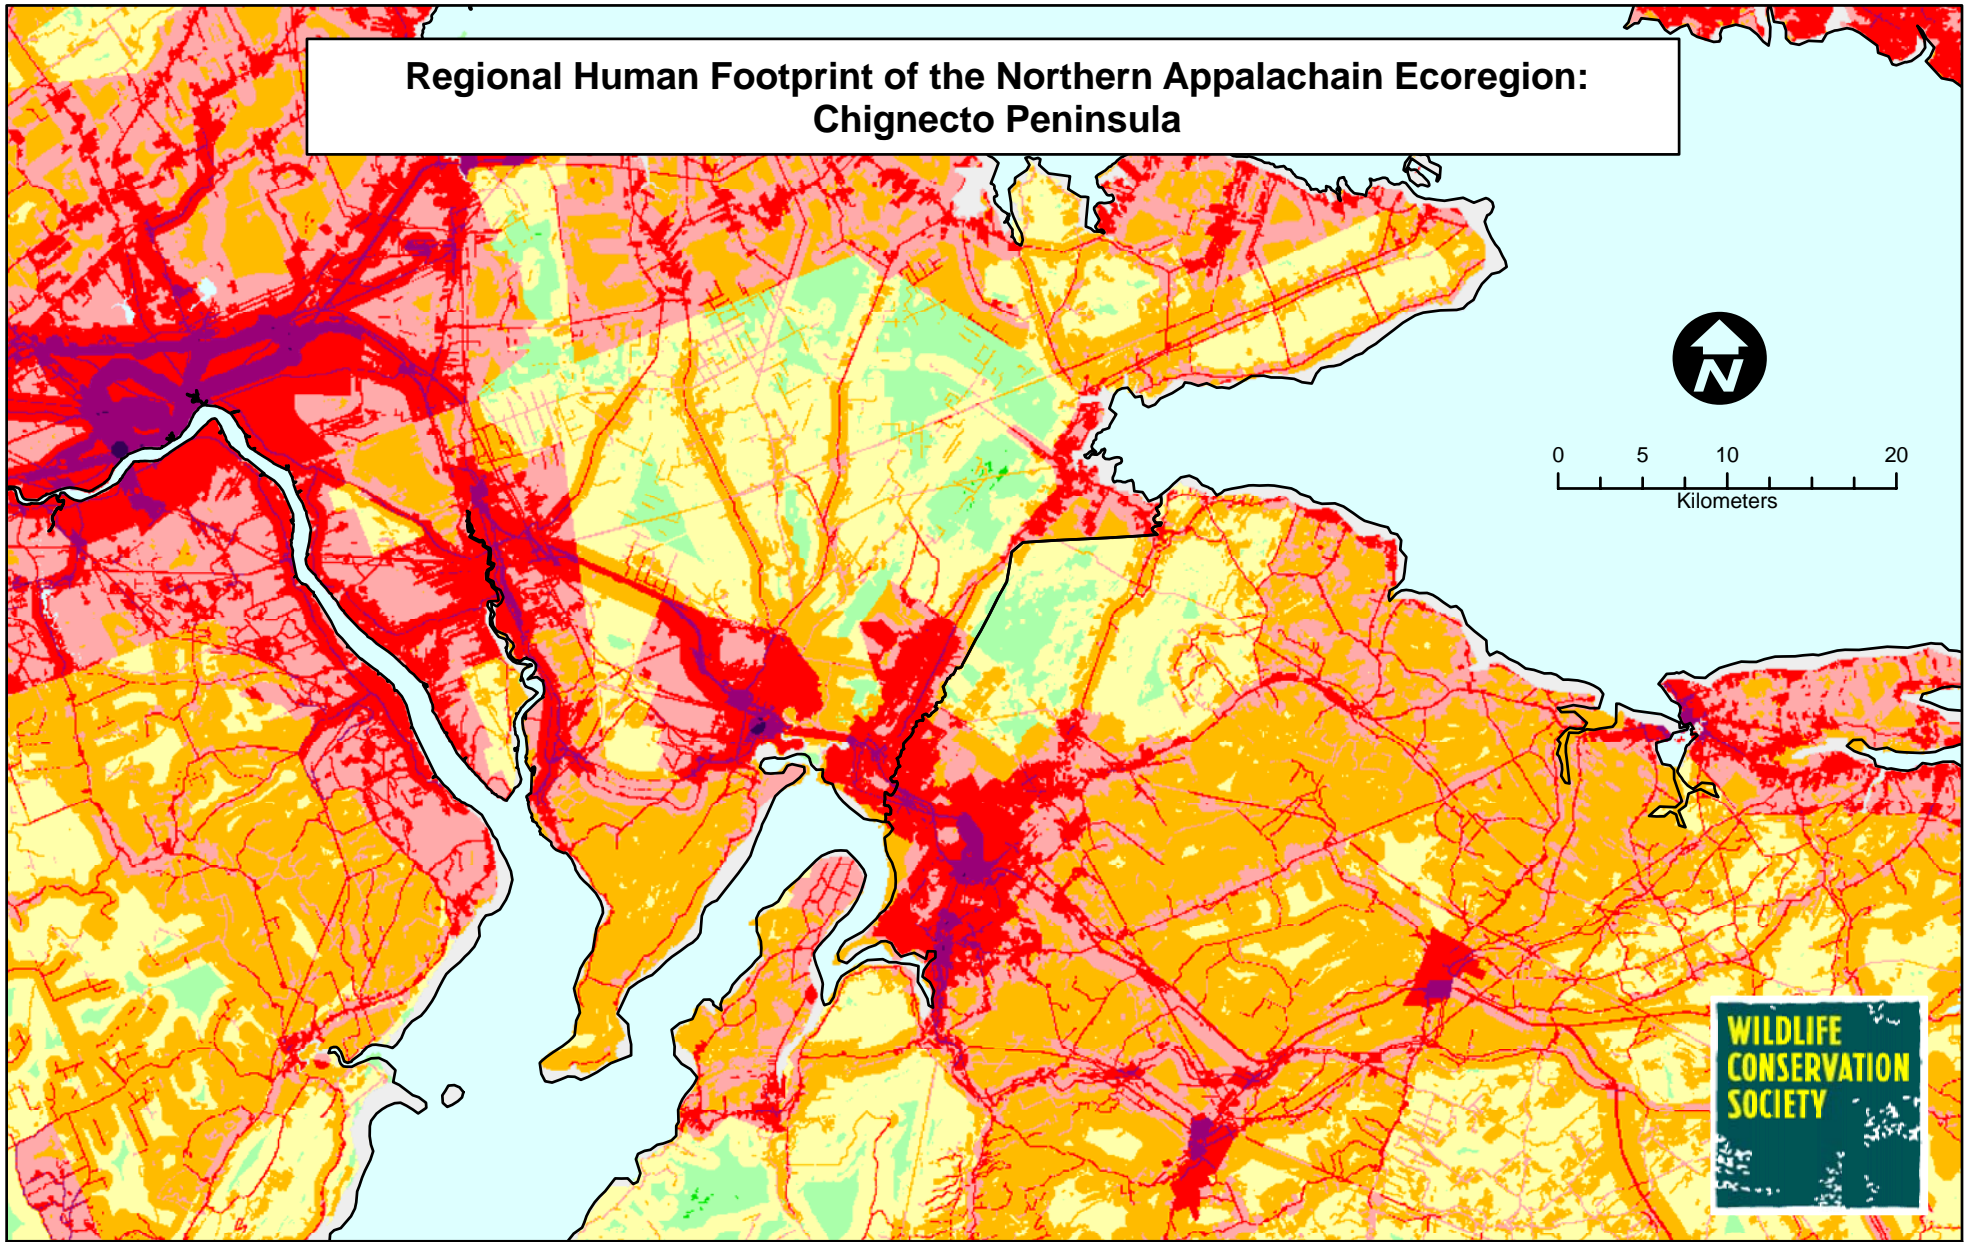 Regional Human Footprint of the Northern Appalachain Ecoregion:
Chignecto Peninsula
N
0 5 10 20
Kilometers
WILDLIFE
CONSERVATION
SOCIETY